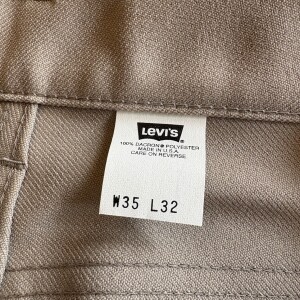 LEVI'S
100% DACRON® POLYESTER
MADE IN U.S.A.
CARE ON REVERSE
W35 L32